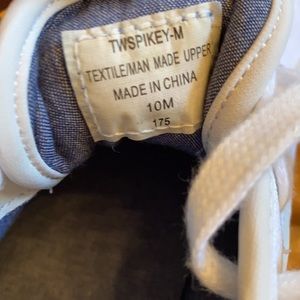 TWSPIKEY-M
TEXTILE/MAN MADE UPPER
MADE IN CHINA
10M
175